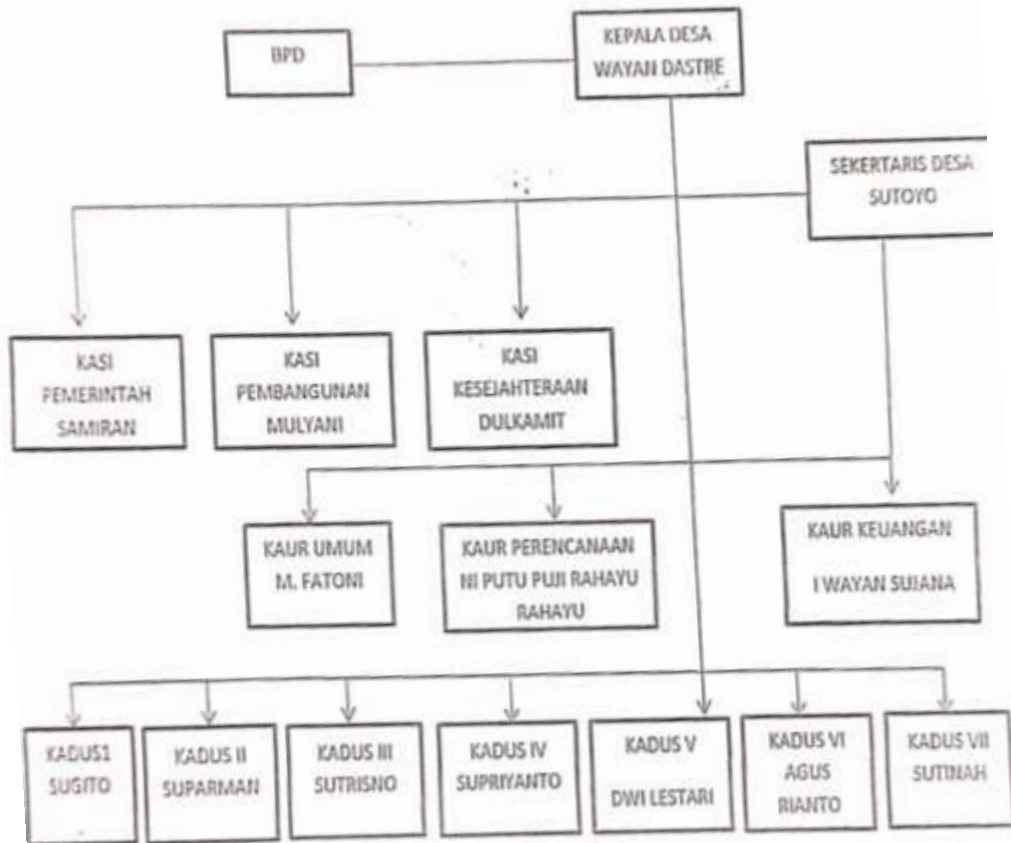 BPD
KEPALA DESA
WAYAN DASTRE
SEKERTARIS DESA
SUTOYO
KASI
PEMERINTAH
SAMIRAN
KASI
PEMBANGUNAN
MULYANI
KASI
KESEJAHTERAAN
DULKAMIT
KAUR UMUM
M. FATONI
KAUR PERENCANAAN
NI PUTU PUJI RAHAYU
RAHAYU
KAUR KEUANGAN
I WAYAN SUJANA
KADUS1
SUGITO
KADUS II
SUPARMAN
KADUS III
SUTRISNO
KADUS IV
SUPRIYANTO
KADUS V
DWI LESTARI
KADUS VI
AGUS
RIANTO
KADUS VII
SUTINAH